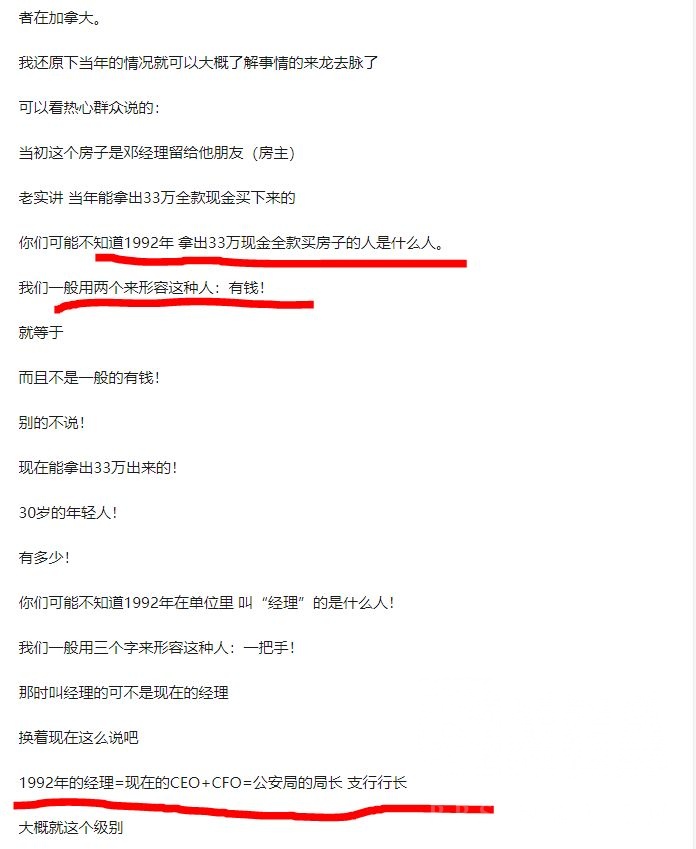 者在加拿大。
我还原下当年的情况就可以大概了解事情的来龙去脉了
可以看热心群众说的：
当初这个房子是邓经理留给他朋友（房主）
老实讲 当年能拿出33万全款现金买下来的
你们可能不知道1992年 拿出33万现金全款买房子的人是什么人。
我们一般用两个来形容这种人：有钱！
就等于
而且不是一般的有钱！
别的不说！
现在能拿出33万出来的！
30岁的年轻人！
有多少！
你们可能不知道1992年在单位里 叫“经理”的是什么人！
我们一般用三个字来形容这种人：一把手！
那时叫经理的可不是现在的经理
换着现在这么说吧
1992年的经理=现在的CEO+CFO=公安局的局长 支行行长
大概就这个级别